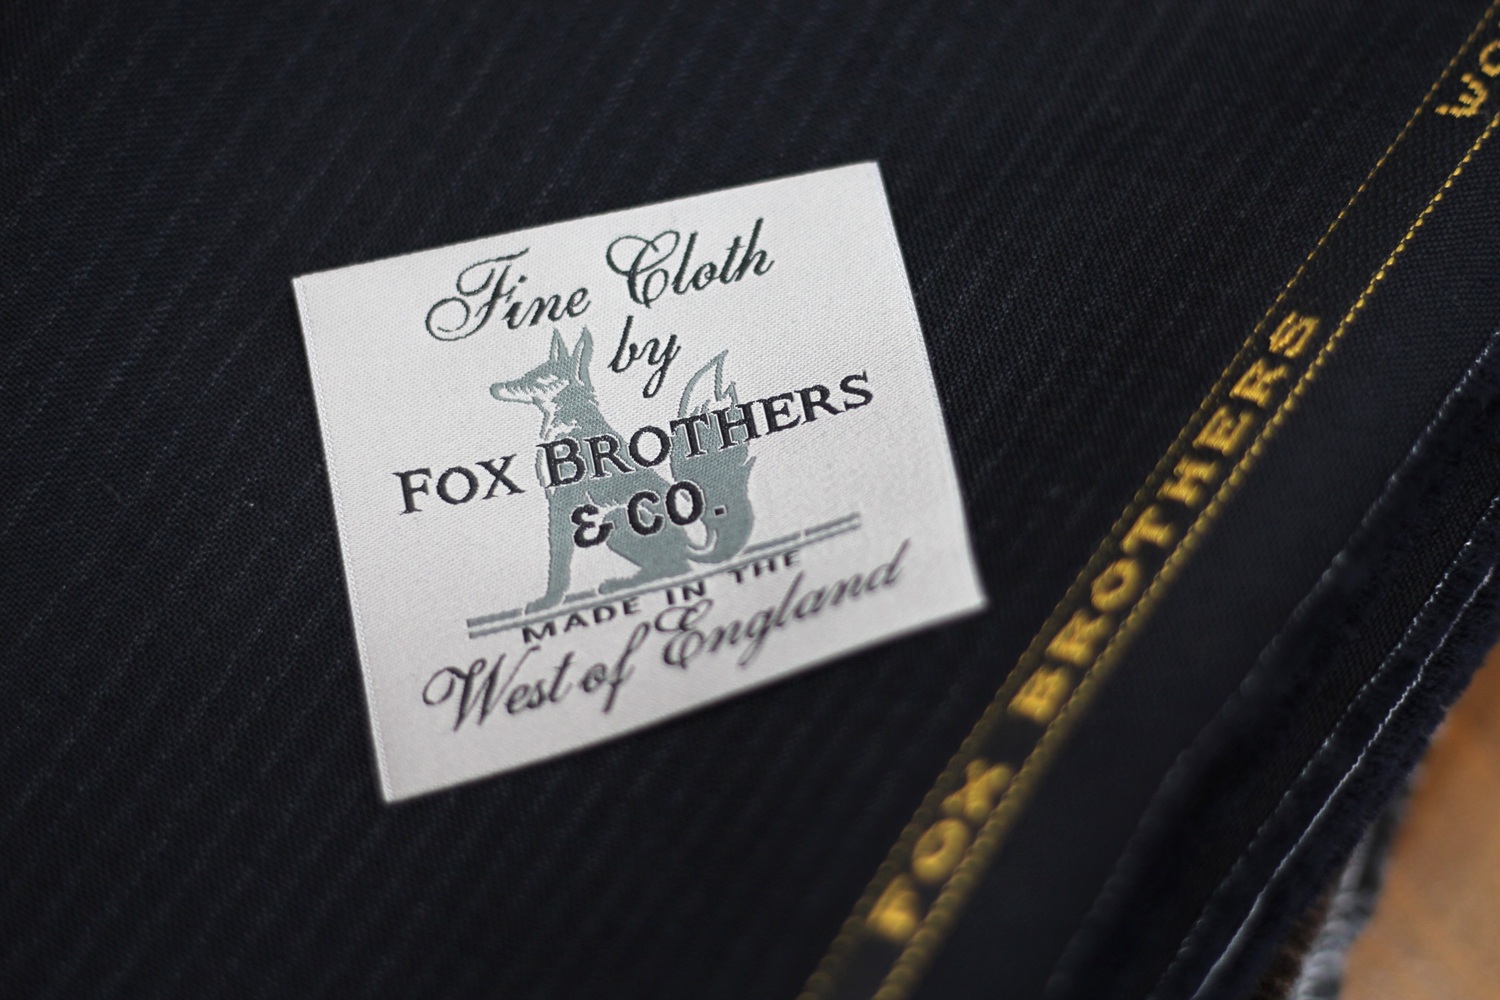 Fine Cloth
by
FOX BROTHERS
& CO.
MADE IN THE
West of England
FOX BROTHERS